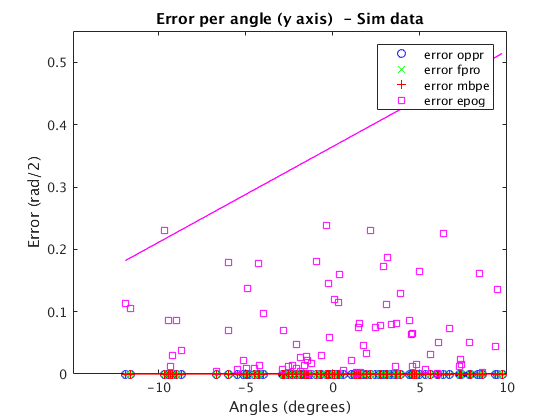 Error per angle (y axis) - Sim data
error oppr
error fpro
error mbpe
error epog
0.5
0.4
0.3
0.2
0.1
0
Error (rad/2)
-10
-5
0
5
10
Angles (degrees)